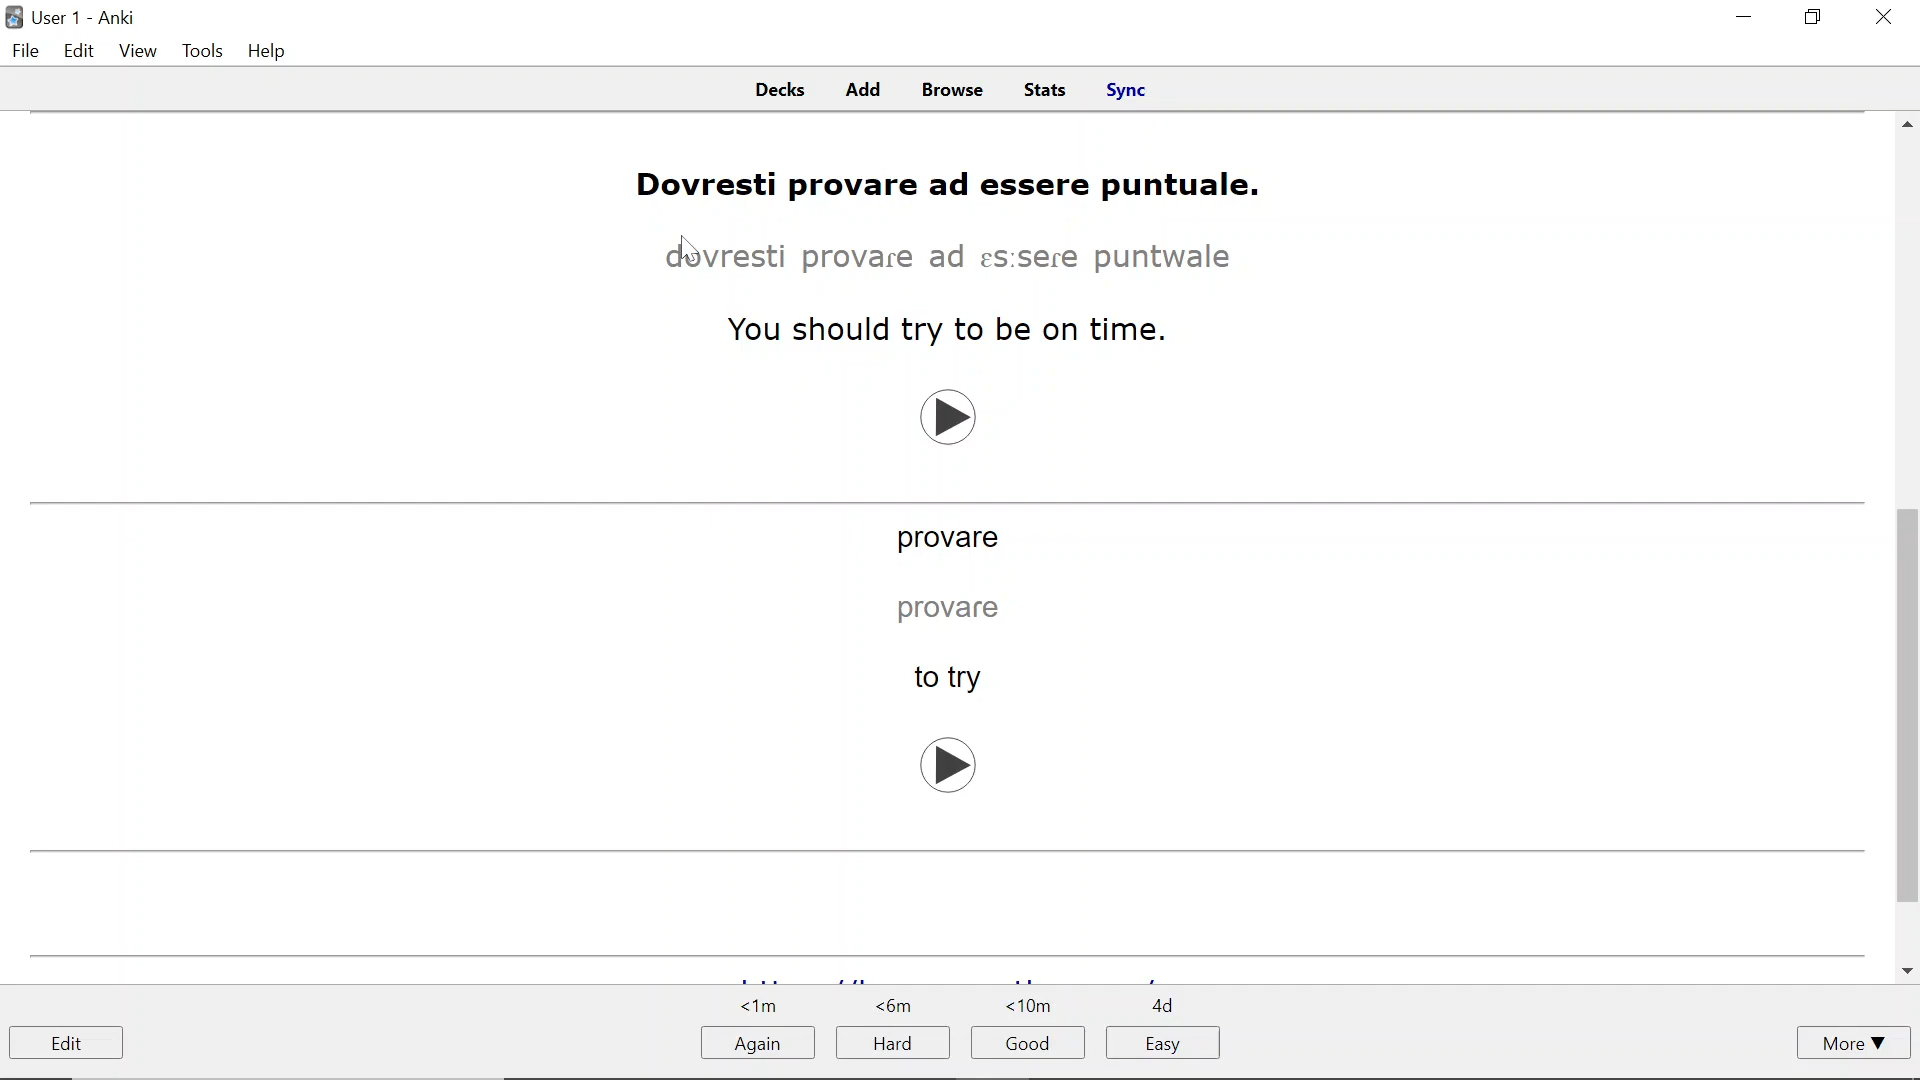 User 1 - Anki
File Edit View Tools Help
Decks Add Browse Stats Sync
Dovresti provare ad essere puntuale.
dovresti provaɾe ad ɛsːseɾe puntwale
You should try to be on time.
provare
provaɾe
to try
<1m <6m <10m 4d
Edit Again Hard Good Easy More ▼